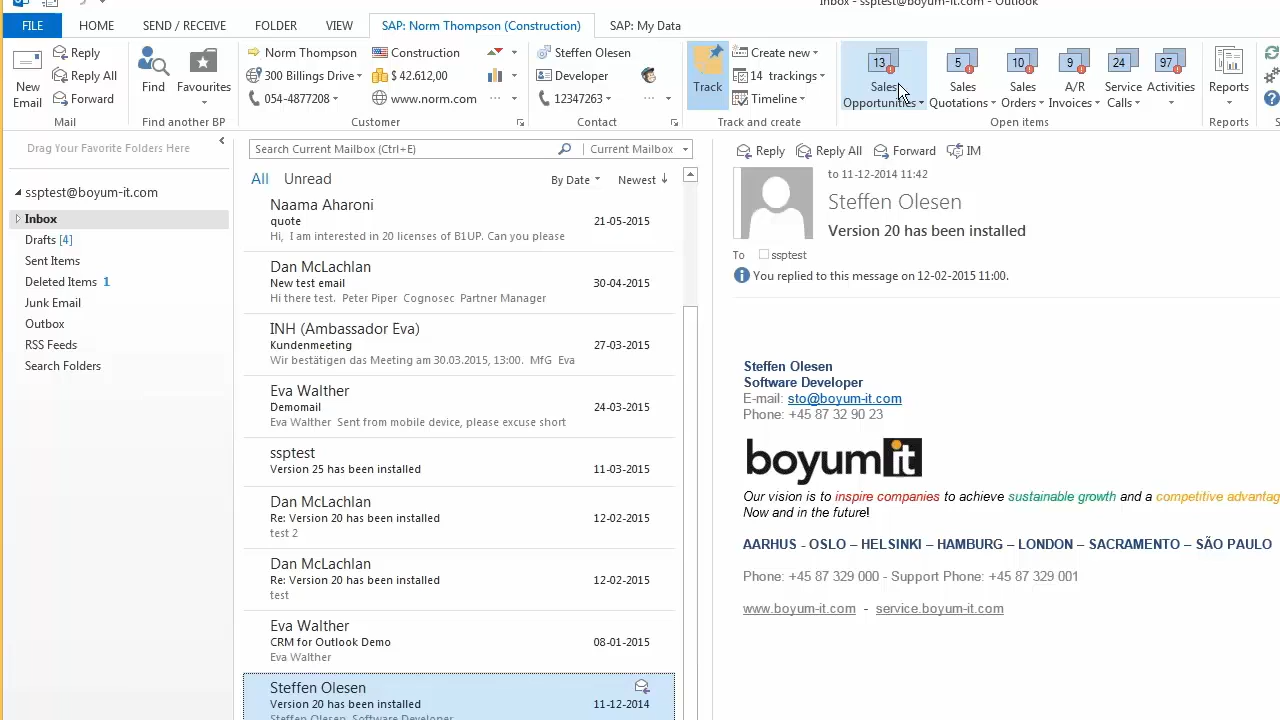 Inbox - ssptest@boyum-it.com - Outlook
FILE HOME SEND / RECEIVE FOLDER VIEW SAP: Norm Thompson (Construction) SAP: My Data
New Email
Reply
Reply All
Forward
Mail
Find
Favourites
Find another BP
Norm Thompson
300 Billings Drive
054-4877208
Construction
$ 42.612,00
www.norm.com
Customer
Steffen Olesen
Developer
12347263
Contact
Track
Create new
14 trackings
Timeline
Track and create
13
Sales Opportunities
5
Sales Quotations
10
Sales Orders
9
A/R Invoices
24
Service Calls
97
Activities
Open items
Reports
Reports
S
Drag Your Favorite Folders Here
ssptest@boyum-it.com
Inbox
Drafts [4]
Sent Items
Deleted Items 1
Junk Email
Outbox
RSS Feeds
Search Folders
Search Current Mailbox (Ctrl+E) Current Mailbox
All Unread By Date Newest
Naama Aharoni
quote 21-05-2015
Hi, I am interested in 20 licenses of B1UP. Can you please
Dan McLachlan
New test email 30-04-2015
Hi there test. Peter Piper Cognosec Partner Manager
INH (Ambassador Eva)
Kundenmeeting 27-03-2015
Wir bestätigen das Meeting am 30.03.2015, 13:00. MfG Eva
Eva Walther
Demomail 24-03-2015
Eva Walther Sent from mobile device, please excuse short
ssptest
Version 25 has been installed 11-03-2015
Dan McLachlan
Re: Version 20 has been installed 12-02-2015
test 2
Dan McLachlan
Re: Version 20 has been installed 12-02-2015
test
Eva Walther
CRM for Outlook Demo 08-01-2015
Eva Walther
Steffen Olesen
Version 20 has been installed 11-12-2014
Steffen Olesen Software Developer
Reply Reply All Forward IM
to 11-12-2014 11:42
Steffen Olesen
Version 20 has been installed
To ssptest
You replied to this message on 12-02-2015 11:00.
Steffen Olesen
Software Developer
E-mail: sto@boyum-it.com
Phone: +45 87 32 90 23
boyumit
Our vision is to inspire companies to achieve sustainable growth and a competitive advantag
Now and in the future!
AARHUS - OSLO – HELSINKI – HAMBURG – LONDON – SACRAMENTO – SÃO PAULO
Phone: +45 87 329 000 - Support Phone: +45 87 329 001
www.boyum-it.com - service.boyum-it.com